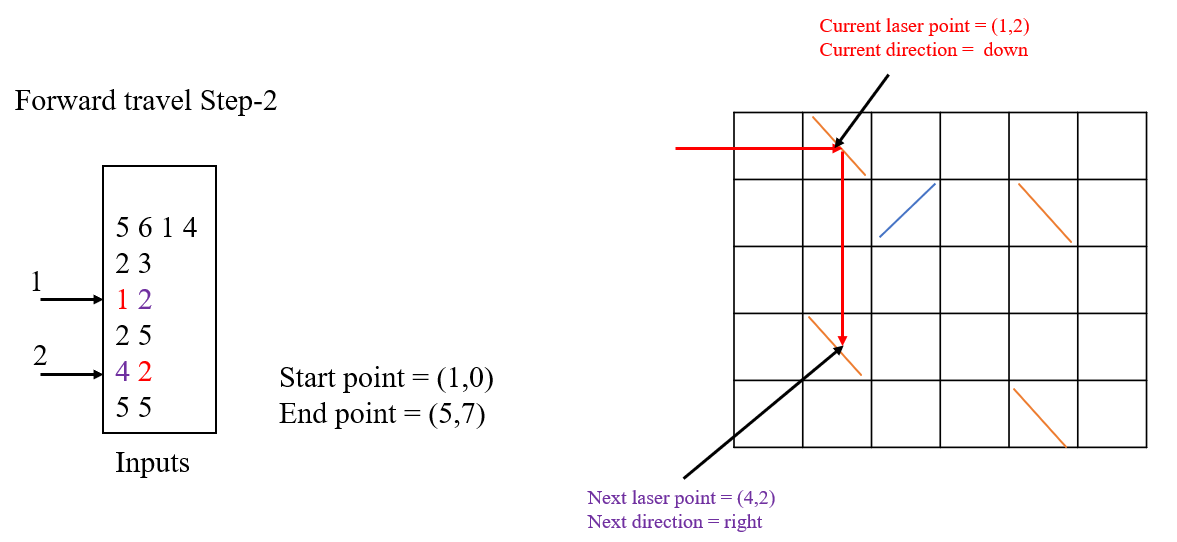 Current laser point = (1,2)
Current direction = down
Forward travel Step-2
5 6 1 4
2 3
1
1 2
2 5
2
4 2
5 5
Inputs
Start point = (1,0)
End point = (5,7)
Next laser point = (4,2)
Next direction = right